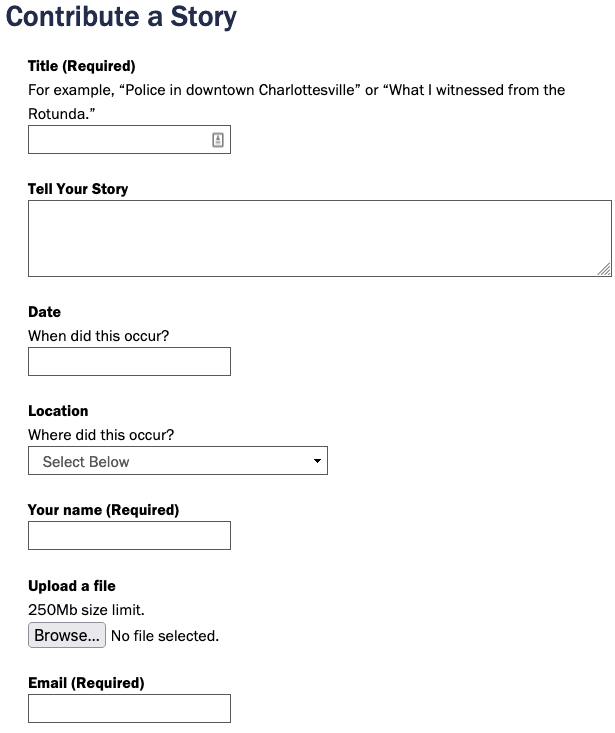 Contribute a Story
Title (Required)
For example, “Police in downtown Charlottesville” or “What I witnessed from the
Rotunda.”
Tell Your Story
Date
When did this occur?
Location
Where did this occur?
Select Below
Your name (Required)
Upload a file
250Mb size limit.
Browse... No file selected.
Email (Required)